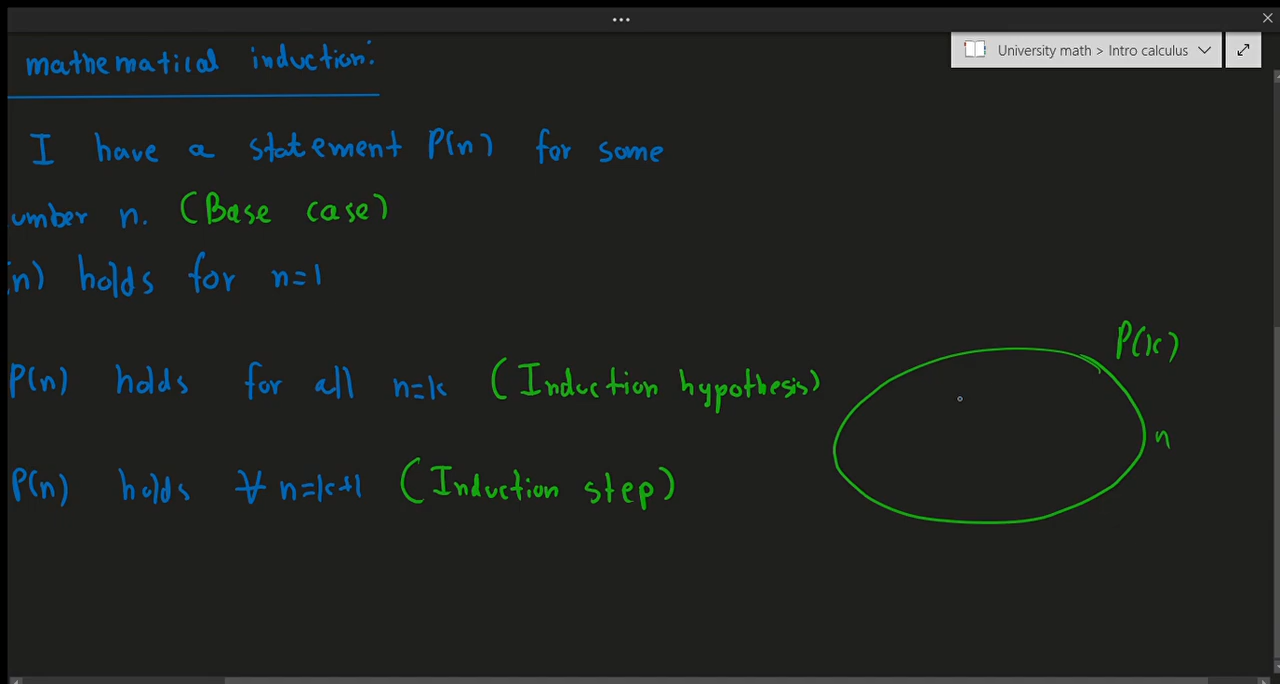 University math > Intro calculus
mathematical induction:
I have a statement P(n) for some
umber n. (Base case)
n) holds for n=1
P(n) holds for all n=k (Induction hypothesis)
P(n) holds ∀ n=k+1 (Induction step)
P(k)
n